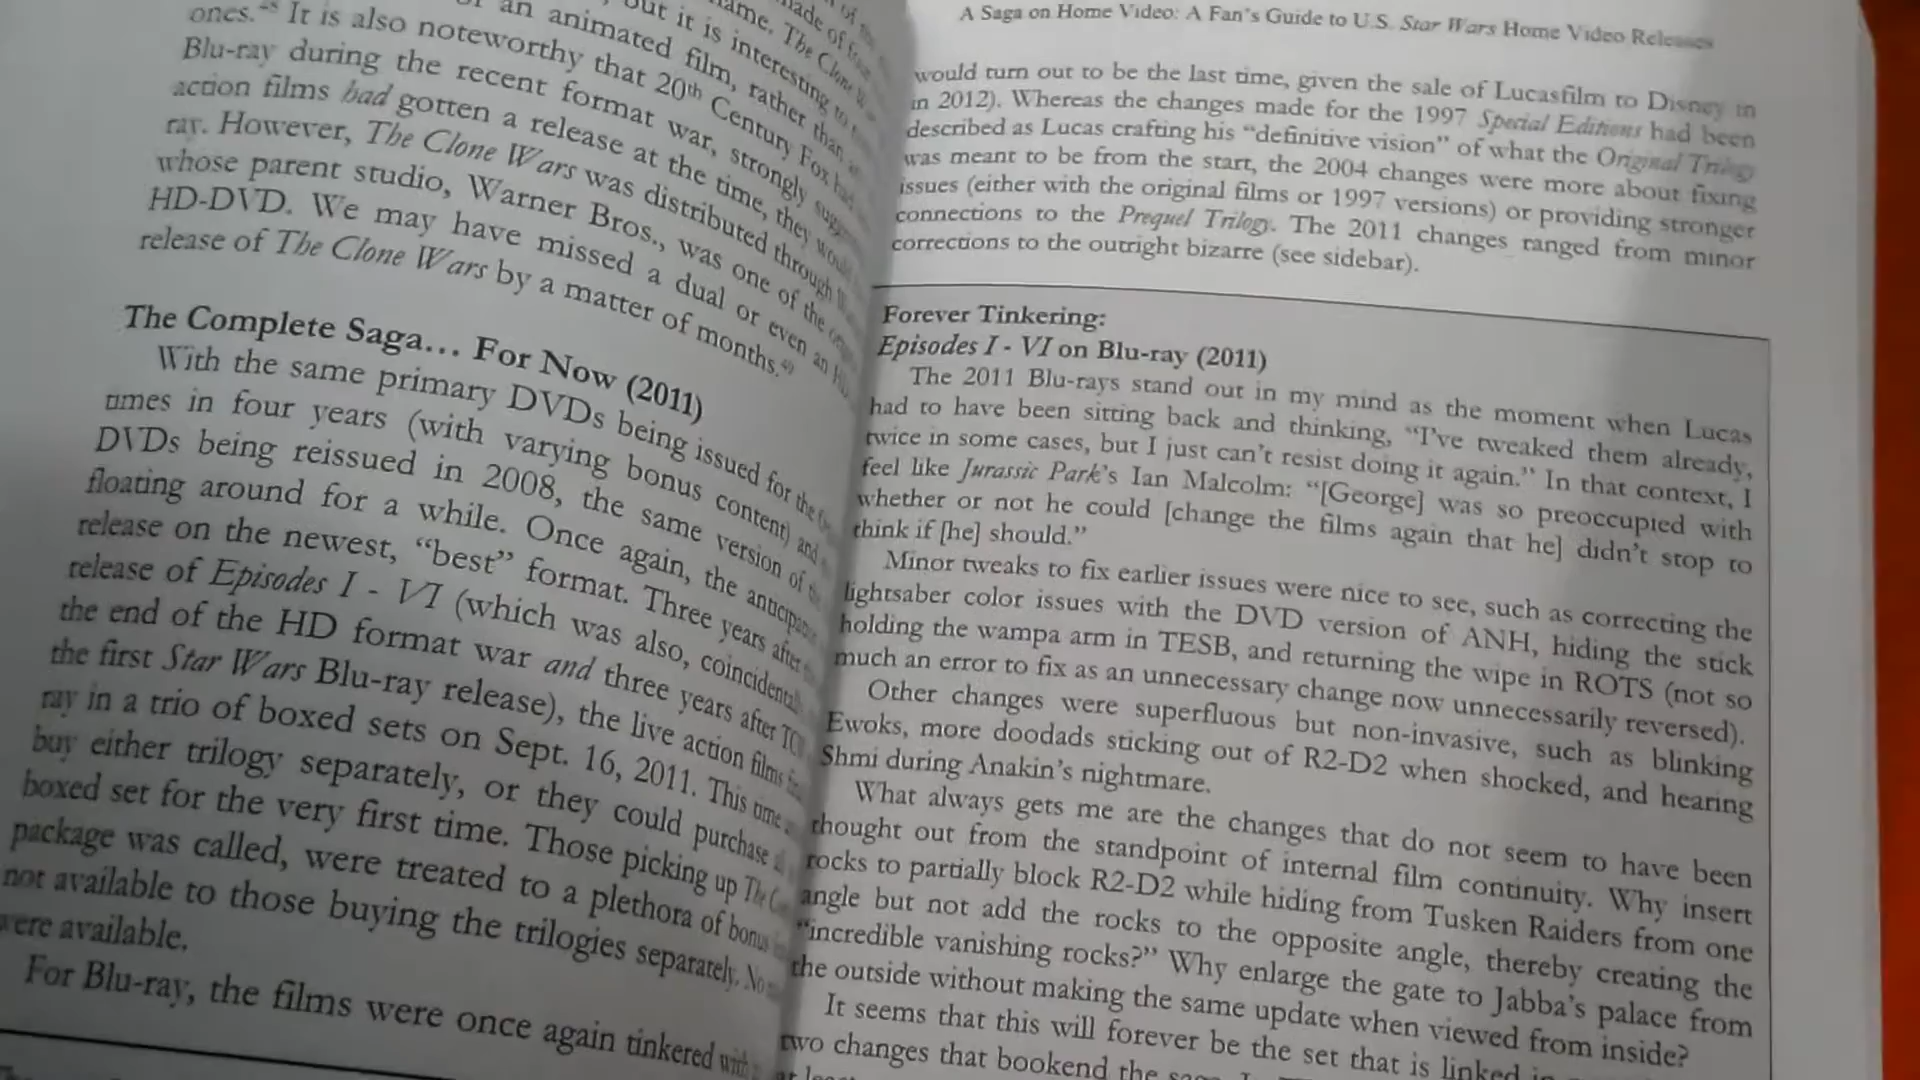 of the
made of four
name. The Clone
, but it is interesting to
of an animated film, rather than
ones.48 It is also noteworthy that 20th Century Fox had
Blu-ray during the recent format war, strongly
action films had gotten a release at the time, they would
ray. However, The Clone Wars was distributed through
whose parent studio, Warner Bros., was one of the
HD-DVD. We may have missed a dual or even an
release of The Clone Wars by a matter of months.49
The Complete Saga… For Now (2011)
With the same primary DVDs being issued for the
times in four years (with varying bonus content) and
DVDs being reissued in 2008, the same version of
floating around for a while. Once again, the
release on the newest, “best” format. Three years after
release of Episodes I - VI (which was also,
the end of the HD format war and three years after
the first Star Wars Blu-ray release), the live action films
ray in a trio of boxed sets on Sept. 16, 2011. This time
buy either trilogy separately, or they could purchase
boxed set for the very first time. Those picking up The
package was called, were treated to a plethora of bonus
not available to those buying the trilogies separately. No
were available.
For Blu-ray, the films were once again tinkered with
A Saga on Home Video: A Fan’s Guide to U.S. Star Wars Home Video Releases
would turn out to be the last time, given the sale of Lucasfilm to Disney in
in 2012). Whereas the changes made for the 1997 Special Editions had been
described as Lucas crafting his “definitive vision” of what the Original Trilogy
was meant to be from the start, the 2004 changes were more about fixing
issues (either with the original films or 1997 versions) or providing stronger
connections to the Prequel Trilogy. The 2011 changes ranged from minor
corrections to the outright bizarre (see sidebar).
Forever Tinkering:
Episodes I - VI on Blu-ray (2011)
The 2011 Blu-rays stand out in my mind as the moment when Lucas
had to have been sitting back and thinking, “I’ve tweaked them already,
twice in some cases, but I just can’t resist doing it again.” In that context, I
feel like Jurassic Park’s Ian Malcolm: “[George] was so preoccupied with
whether or not he could [change the films again that he] didn’t stop to
think if [he] should.”
Minor tweaks to fix earlier issues were nice to see, such as correcting the
lightsaber color issues with the DVD version of ANH, hiding the stick
holding the wampa arm in TESB, and returning the wipe in ROTS (not so
much an error to fix as an unnecessary change now unnecessarily reversed).
Other changes were superfluous but non-invasive, such as blinking
Ewoks, more doodads sticking out of R2-D2 when shocked, and hearing
Shmi during Anakin’s nightmare.
What always gets me are the changes that do not seem to have been
thought out from the standpoint of internal film continuity. Why insert
rocks to partially block R2-D2 while hiding from Tusken Raiders from one
angle but not add the rocks to the opposite angle, thereby creating the
“incredible vanishing rocks?” Why enlarge the gate to Jabba’s palace from
the outside without making the same update when viewed from inside?
It seems that this will forever be the set that is linked in
two changes that bookend the